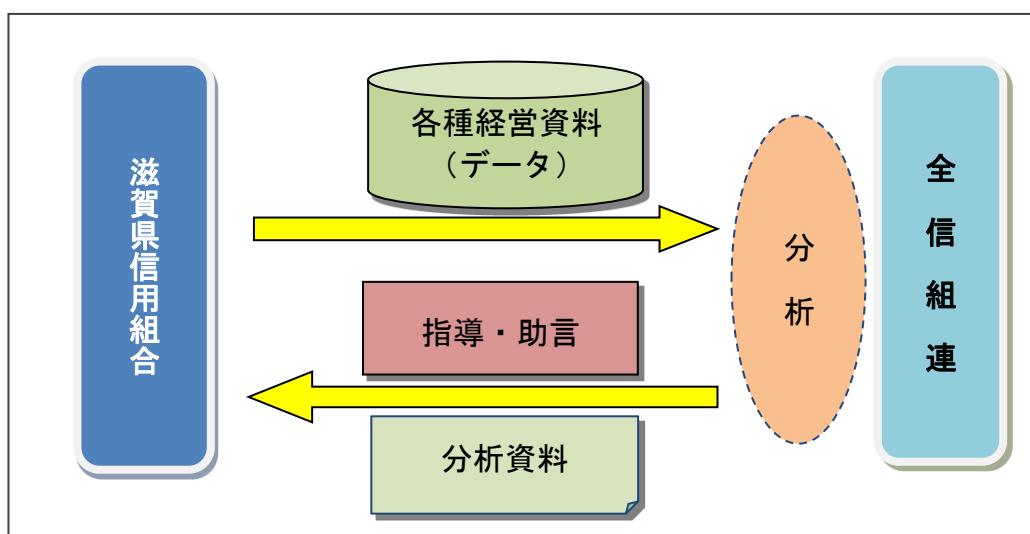 滋賀県信用組合
各種経営資料
（データ）
指導・助言
分析資料
分析
全信組連